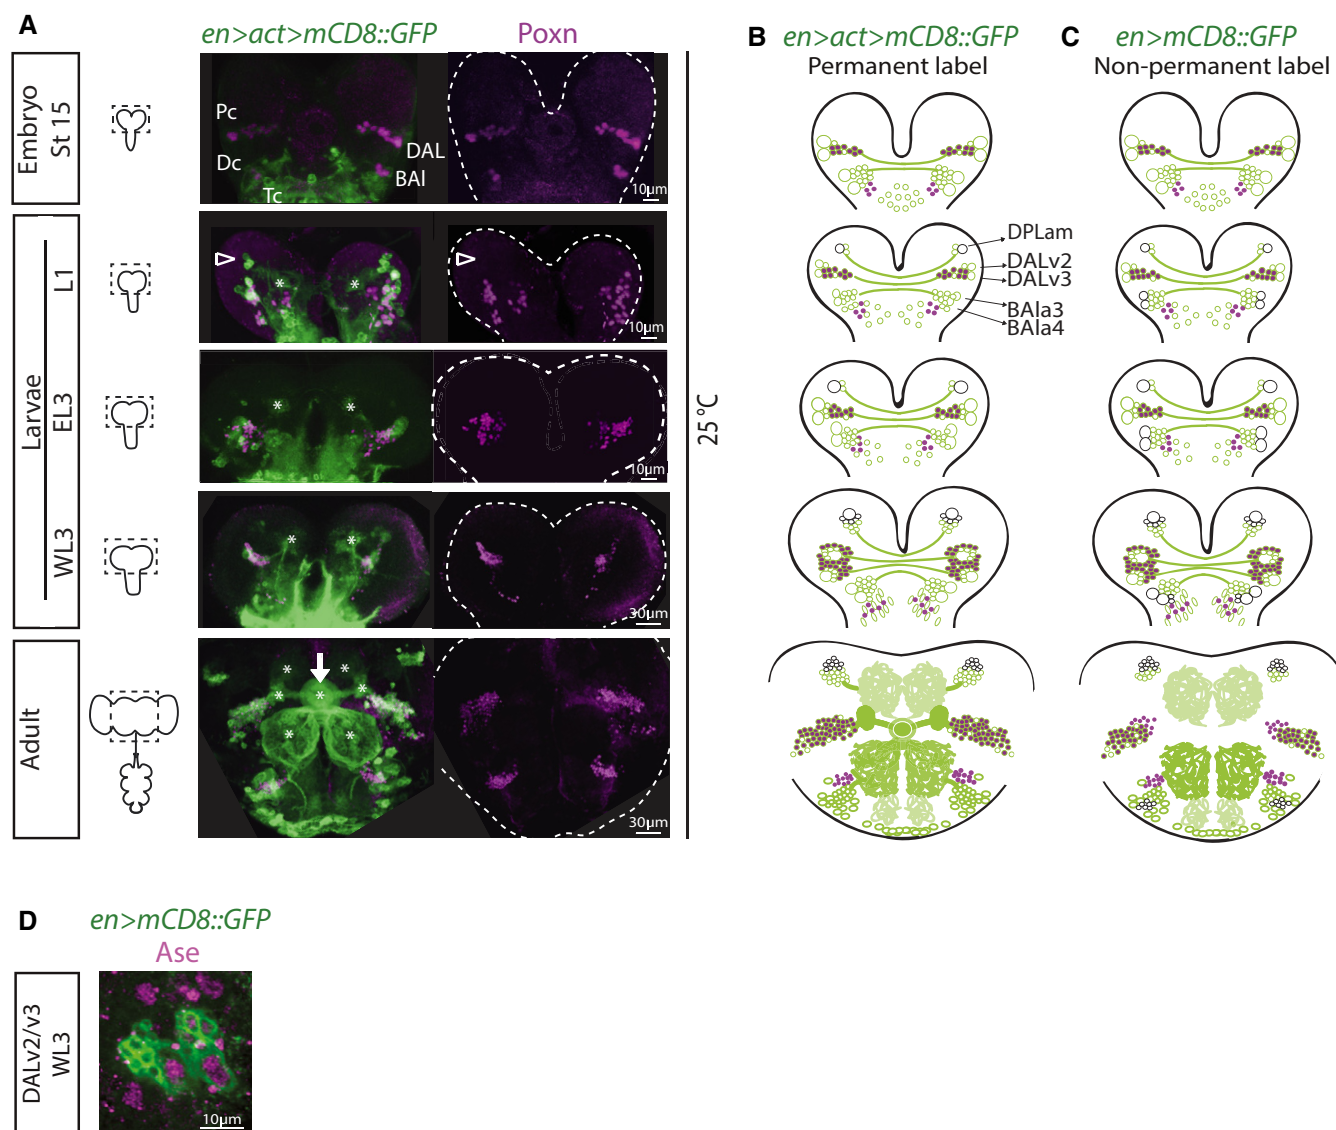 A
en>act>mCD8::GFP
Poxn
B
en>act>mCD8::GFP
Permanent label
C
en>mCD8::GFP
Non-permanent label
Embryo
St 15
Pc
Dc
Tc
DAL
BAl
10µm
Larvae
L1
10µm
DPLam
DALv2
DALv3
BAla3
BAla4
EL3
10µm
25 °C
WL3
30µm
Adult
30µm
D
en>mCD8::GFP
Ase
DALv2/v3
WL3
10µm